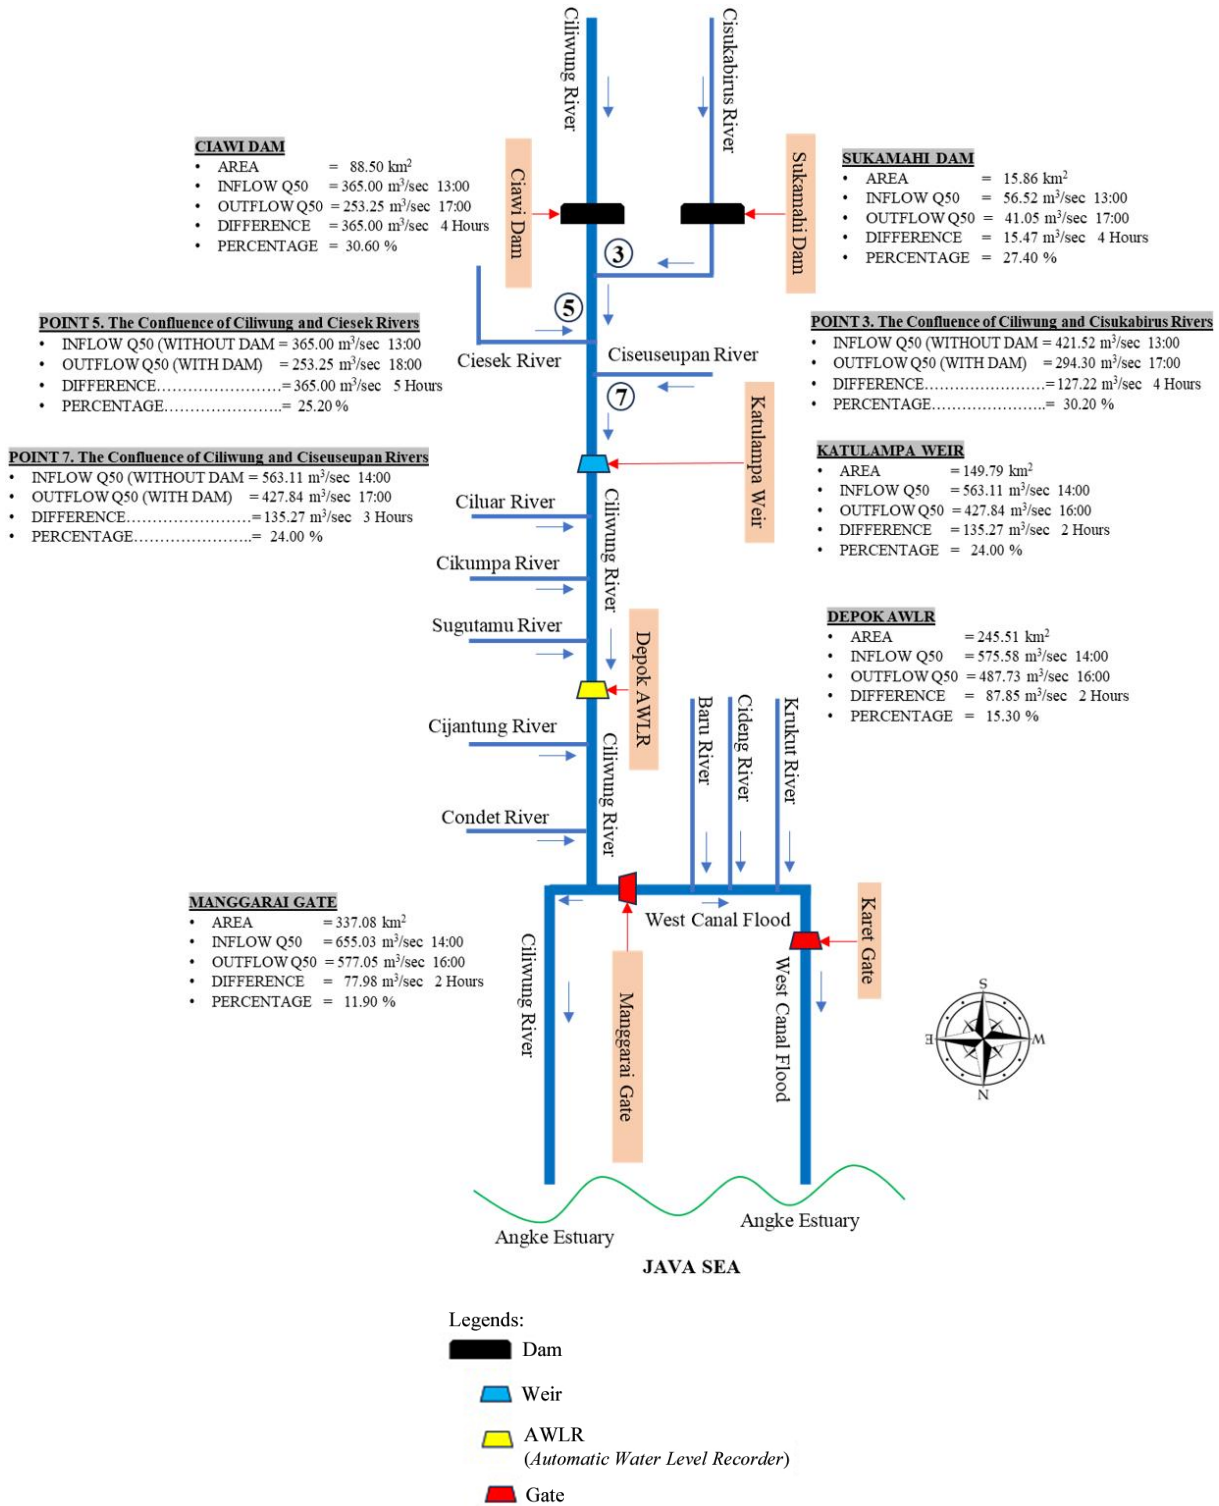 Ciliwung River
Cisukabirus River
CIAWI DAM
• AREA = 88.50 km²
• INFLOW Q50 = 365.00 m³/sec 13:00
• OUTFLOW Q50 = 253.25 m³/sec 17:00
• DIFFERENCE = 365.00 m³/sec 4 Hours
• PERCENTAGE = 30.60 %
Ciawi Dam
Sukamahi Dam
SUKAMAHI DAM
• AREA = 15.86 km²
• INFLOW Q50 = 56.52 m³/sec 13:00
• OUTFLOW Q50 = 41.05 m³/sec 17:00
• DIFFERENCE = 15.47 m³/sec 4 Hours
• PERCENTAGE = 27.40 %
3
5
POINT 5. The Confluence of Ciliwung and Ciesek Rivers
• INFLOW Q50 (WITHOUT DAM = 365.00 m³/sec 13:00
• OUTFLOW Q50 (WITH DAM) = 253.25 m³/sec 18:00
• DIFFERENCE……………………=365.00 m³/sec 5 Hours
• PERCENTAGE…………………..= 25.20 %
Ciesek River
Ciseuseupan River
POINT 3. The Confluence of Ciliwung and Cisukabirus Rivers
• INFLOW Q50 (WITHOUT DAM = 421.52 m³/sec 13:00
• OUTFLOW Q50 (WITH DAM) = 294.30 m³/sec 17:00
• DIFFERENCE……………………=127.22 m³/sec 4 Hours
• PERCENTAGE…………………..= 30.20 %
7
Katulampa Weir
POINT 7. The Confluence of Ciliwung and Ciseuseupan Rivers
• INFLOW Q50 (WITHOUT DAM = 563.11 m³/sec 14:00
• OUTFLOW Q50 (WITH DAM) = 427.84 m³/sec 17:00
• DIFFERENCE……………………=135.27 m³/sec 3 Hours
• PERCENTAGE…………………..= 24.00 %
KATULAMPA WEIR
• AREA =149.79 km²
• INFLOW Q50 =563.11 m³/sec 14:00
• OUTFLOW Q50 =427.84 m³/sec 16:00
• DIFFERENCE =135.27 m³/sec 2 Hours
• PERCENTAGE = 24.00 %
Ciluar River
Ciliwung River
Cikumpa River
Sugutamu River
Depok AWLR
DEPOK AWLR
• AREA =245.51 km²
• INFLOW Q50 =575.58 m³/sec 14:00
• OUTFLOW Q50 =487.73 m³/sec 16:00
• DIFFERENCE = 87.85 m³/sec 2 Hours
• PERCENTAGE = 15.30 %
Cijantung River
Ciliwung River
Baru River
Cideng River
Krukut River
Condet River
MANGGARAI GATE
• AREA =337.08 km²
• INFLOW Q50 =655.03 m³/sec 14:00
• OUTFLOW Q50 =577.05 m³/sec 16:00
• DIFFERENCE = 77.98 m³/sec 2 Hours
• PERCENTAGE = 11.90 %
West Canal Flood
Karet Gate
Ciliwung River
Manggarai Gate
West Canal Flood
S
E
W
N
Angke Estuary
Angke Estuary
JAVA SEA
Legends:
Dam
Weir
AWLR
(Automatic Water Level Recorder)
Gate